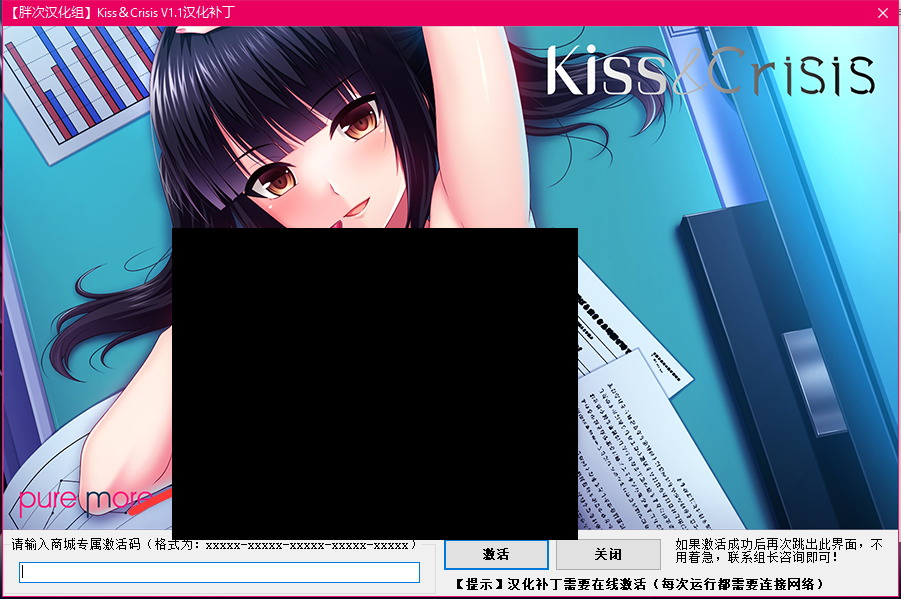 【胖次汉化组】Kiss＆Crisis V1.1汉化补丁
Kiss&Crisis
pure more
请输入商城专属激活码（格式为：xxxxx-xxxxx-xxxxx-xxxxx-xxxxx）
激活
关闭
如果激活成功后再次跳出此界面，不
用着急，联系组长咨询即可！
【提示】汉化补丁需要在线激活（每次运行都需要连接网络）